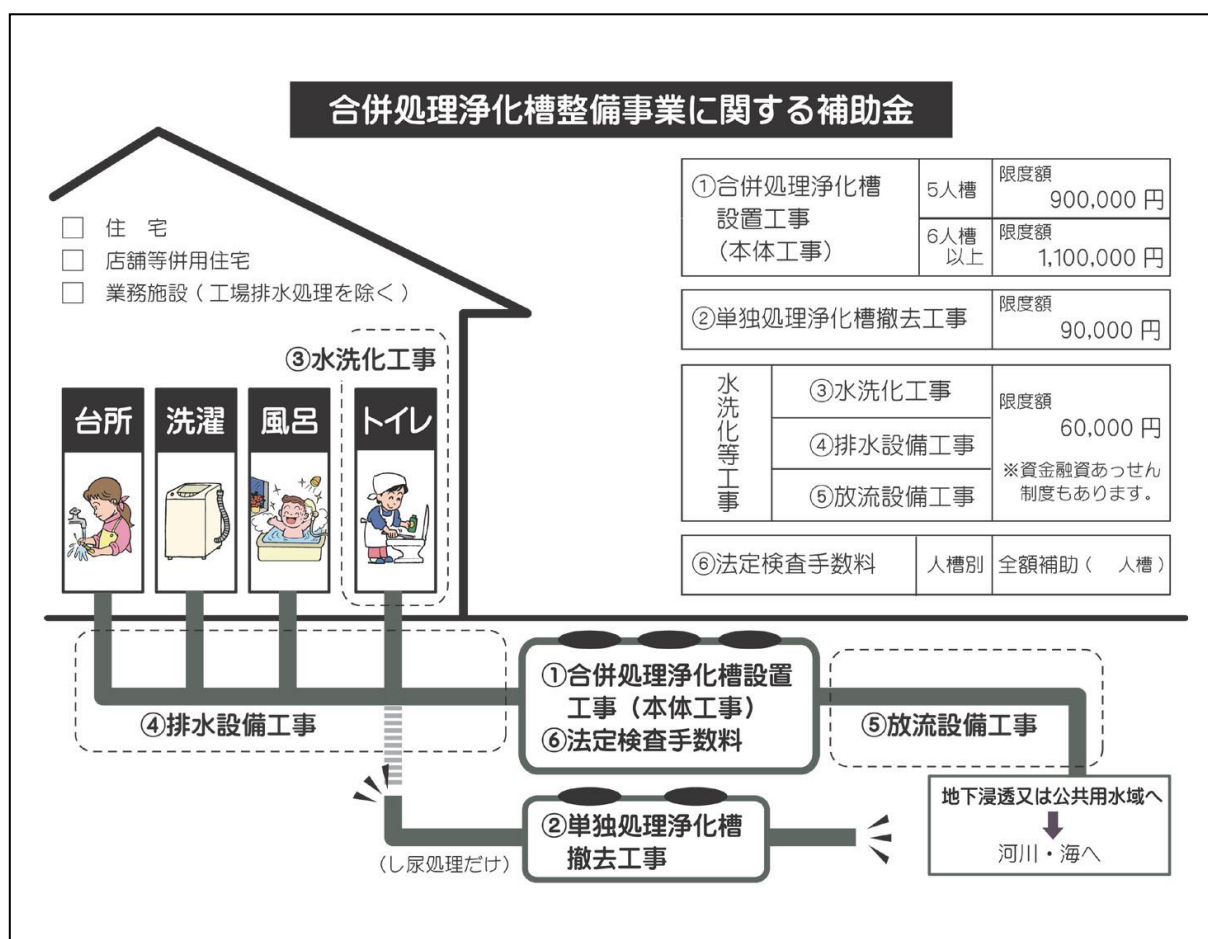 合併処理浄化槽整備事業に関する補助金
□ 住 宅
□ 店舗等併用住宅
□ 業務施設(工場排水処理を除く)
①合併処理浄化槽
設置工事
(本体工事)
5人槽
限度額
900,000 円
6人槽
以上
限度額
1,100,000 円
②単独処理浄化槽撤去工事
限度額
90,000 円
水洗化等工事
③水洗化工事
④排水設備工事
⑤放流設備工事
限度額
60,000 円
※資金融資あっせん
制度もあります。
⑥法定検査手数料
人槽別
全額補助( 人槽)
③水洗化工事
台所
洗濯
風呂
トイレ
④排水設備工事
①合併処理浄化槽設置
工事(本体工事)
⑥法定検査手数料
⑤放流設備工事
地下浸透又は公共用水域へ
河川・海へ
②単独処理浄化槽
撤去工事
(し尿処理だけ)